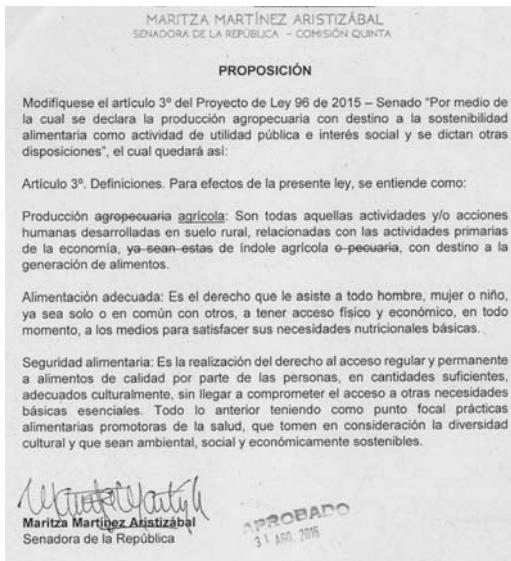 MARITZA MARTÍNEZ ARISTIZÁBAL
SENADORA DE LA REPÚBLICA - COMISIÓN QUINTA
PROPOSICIÓN
Modifíquese el artículo 3º del Proyecto de Ley 96 de 2015 – Senado "Por medio de
la cual se declara la producción agropecuaria con destino a la sostenibilidad
alimentaria como actividad de utilidad pública e interés social y se dictan otras
disposiciones", el cual quedará así:
Artículo 3º. Definiciones. Para efectos de la presente ley, se entiende como:
Producción agropecuaria agrícola: Son todas aquellas actividades y/o acciones
humanas desarrolladas en suelo rural, relacionadas con las actividades primarias
de la economía, ya sean estas de índole agrícola o pecuaria, con destino a la
generación de alimentos.
Alimentación adecuada: Es el derecho que le asiste a todo hombre, mujer o niño,
ya sea solo o en común con otros, a tener acceso físico y económico, en todo
momento, a los medios para satisfacer sus necesidades nutricionales básicas.
Seguridad alimentaria: Es la realización del derecho al acceso regular y permanente
a alimentos de calidad por parte de las personas, en cantidades suficientes,
adecuados culturalmente, sin llegar a comprometer el acceso a otras necesidades
básicas esenciales. Todo lo anterior teniendo como punto focal prácticas
alimentarias promotoras de la salud, que tomen en consideración la diversidad
cultural y que sean ambiental, social y económicamente sostenibles.
Maritza Martínez Aristizábal
Senadora de la República
APROBADO
31 AGO. 2016